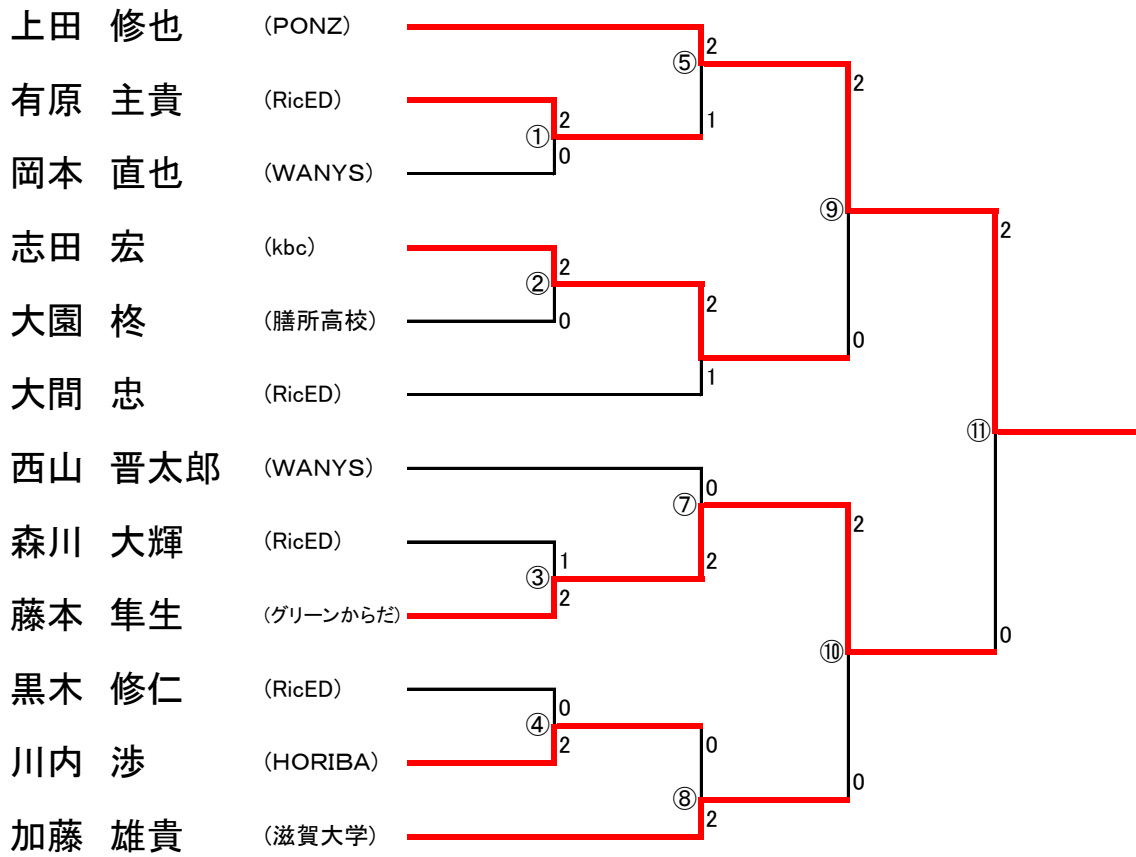 上田 修也 (PONZ)
2
⑤
2
有原 主貴 (RicED)
2
1
①
0
岡本 直也 (WANYS)
⑨
2
志田 宏 (kbc)
2
②
2
大園 柊 (膳所高校)
0
0
1
大間 忠 (RicED)
⑪
西山 晋太郎 (WANYS)
0
⑦
2
森川 大輝 (RicED)
1
2
③
2
藤本 隼生 (グリーンからだ)
0
⑩
黒木 修仁 (RicED)
0
④
2
0
川内 渉 (HORIBA)
0
⑧
2
加藤 雄貴 (滋賀大学)